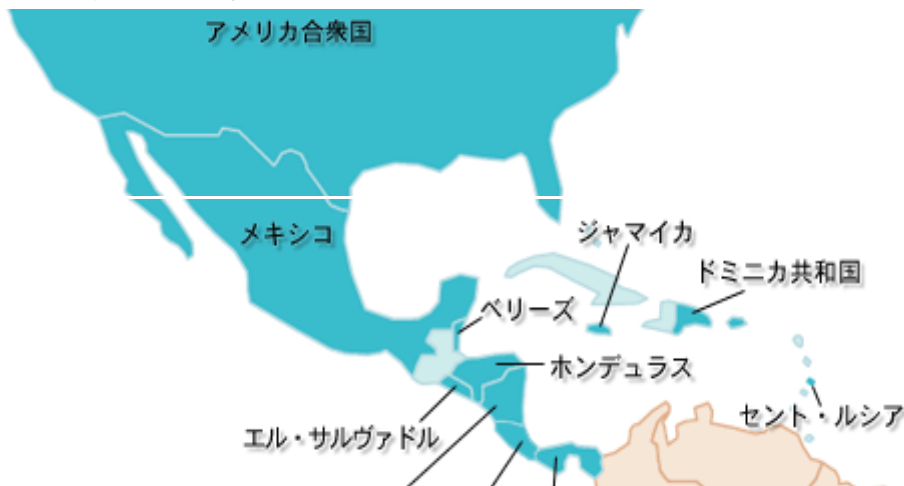 アメリカ合衆国
メキシコ
ジャマイカ
ドミニカ共和国
ベリーズ
ホンデュラス
セント・ルシア
エル・サルヴァドル